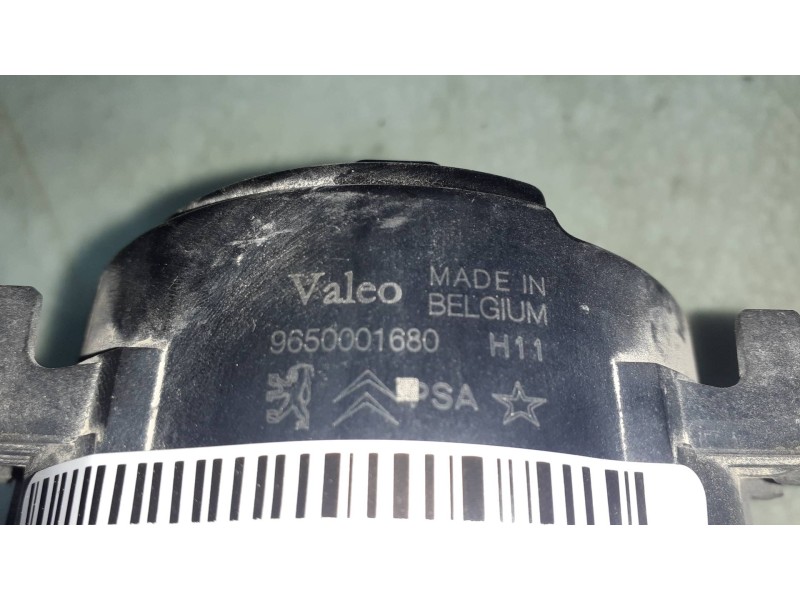 Valeo MADE IN
BELGIUM
9650001680 H11
PSA